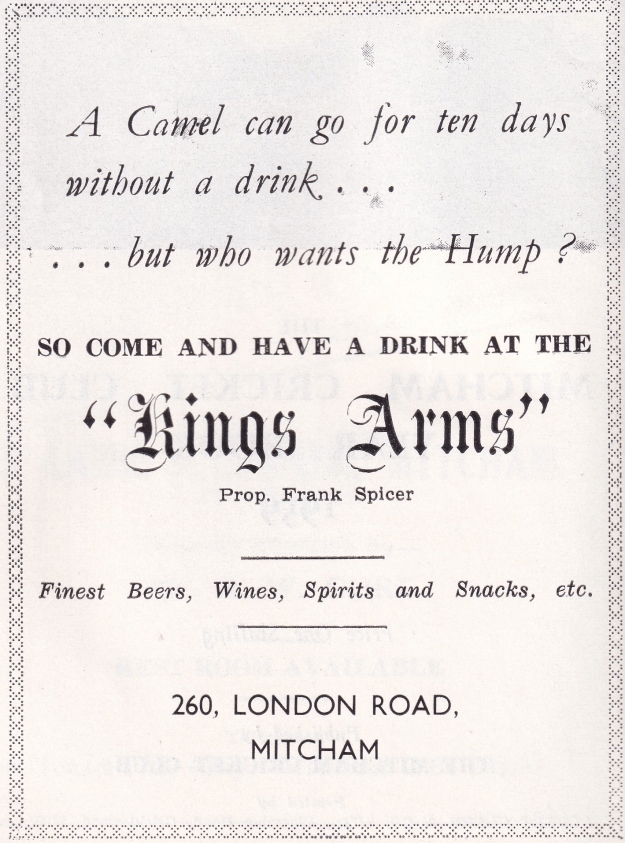 A Camel can go for ten days
without a drink . . .
. . . but who wants the Hump ?
SO COME AND HAVE A DRINK AT THE
“Kings Arms”
Prop. Frank Spicer
Finest Beers, Wines, Spirits and Snacks, etc.
260, LONDON ROAD,
MITCHAM